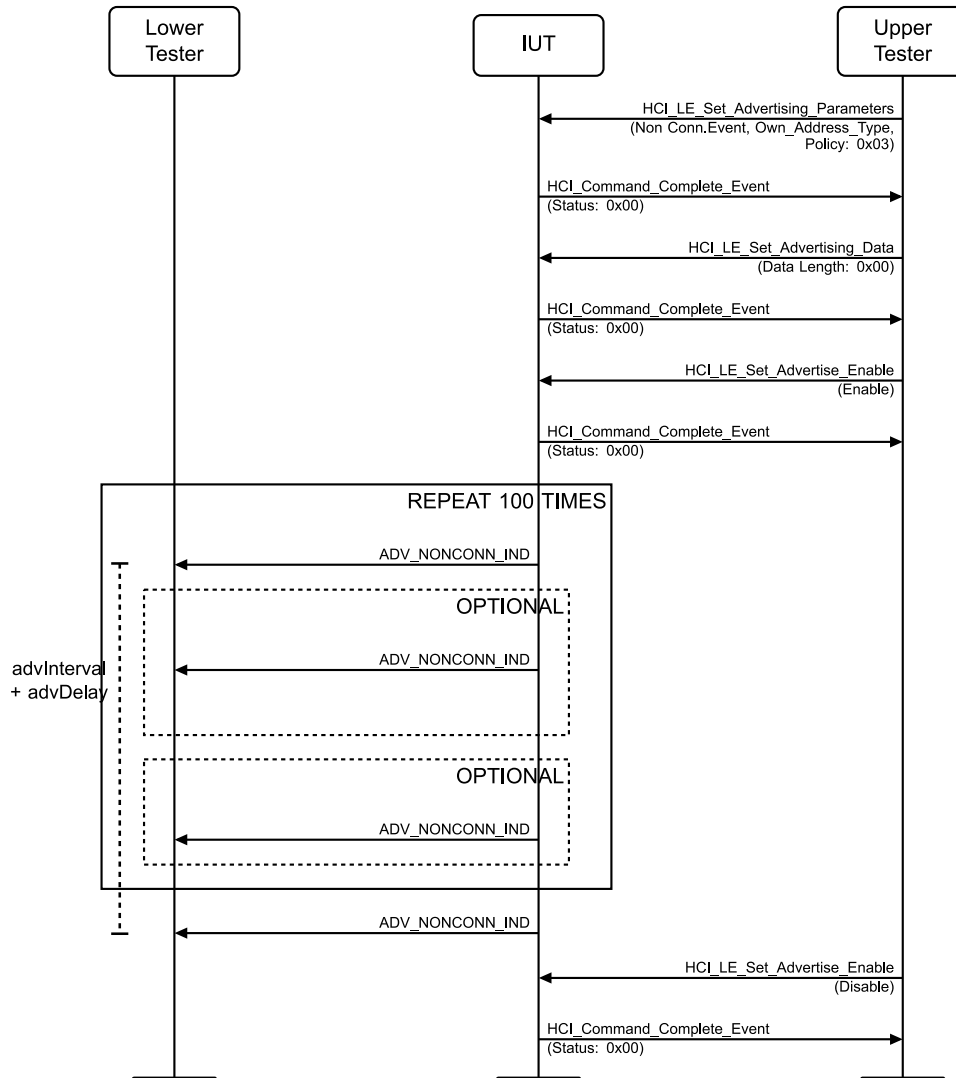 Lower
Tester
IUT
Upper
Tester
HCI_LE_Set_Advertising_Parameters
(Non Conn.Event, Own_Address_Type,
Policy: 0x03)
HCI_Command_Complete_Event
(Status: 0x00)
HCI_LE_Set_Advertising_Data
(Data Length: 0x00)
HCI_Command_Complete_Event
(Status: 0x00)
HCI_LE_Set_Advertise_Enable
(Enable)
HCI_Command_Complete_Event
(Status: 0x00)
REPEAT 100 TIMES
ADV_NONCONN_IND
OPTIONAL
ADV_NONCONN_IND
advInterval
+ advDelay
OPTIONAL
ADV_NONCONN_IND
ADV_NONCONN_IND
HCI_LE_Set_Advertise_Enable
(Disable)
HCI_Command_Complete_Event
(Status: 0x00)